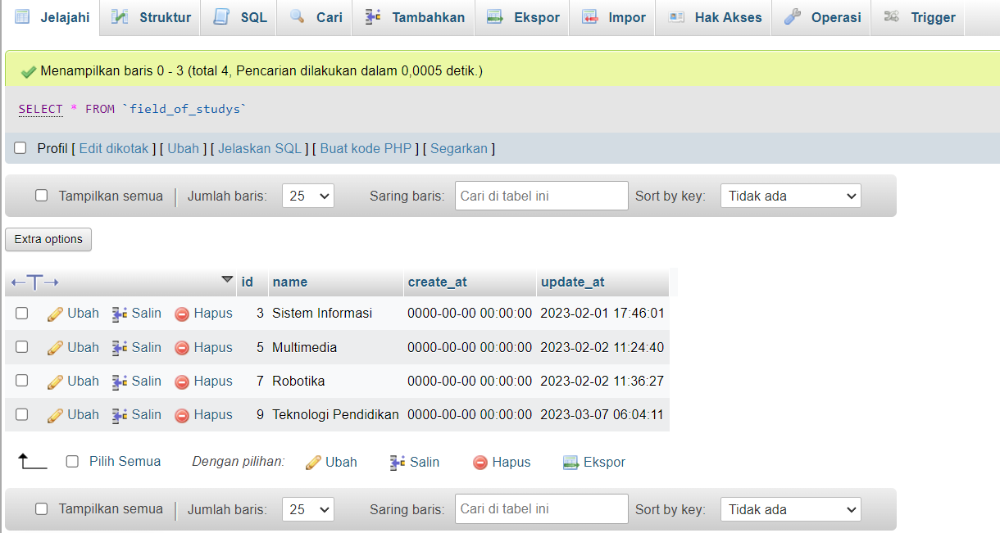 Jelajahi Struktur SQL Cari Tambahkan Ekspor Impor Hak Akses Operasi Trigger
Menampilkan baris 0 - 3 (total 4, Pencarian dilakukan dalam 0,0005 detik.)
SELECT * FROM `field_of_studys`
Profil [ Edit dikotak ] [ Ubah ] [ Jelaskan SQL ] [ Buat kode PHP ] [ Segarkan ]
Tampilkan semua Jumlah baris: 25 Saring baris: Cari di tabel ini Sort by key: Tidak ada
Extra options
←T→ id name create_at update_at
Ubah Salin Hapus 3 Sistem Informasi 0000-00-00 00:00:00 2023-02-01 17:46:01
Ubah Salin Hapus 5 Multimedia 0000-00-00 00:00:00 2023-02-02 11:24:40
Ubah Salin Hapus 7 Robotika 0000-00-00 00:00:00 2023-02-02 11:36:27
Ubah Salin Hapus 9 Teknologi Pendidikan 0000-00-00 00:00:00 2023-03-07 06:04:11
Pilih Semua Dengan pilihan: Ubah Salin Hapus Ekspor
Tampilkan semua Jumlah baris: 25 Saring baris: Cari di tabel ini Sort by key: Tidak ada